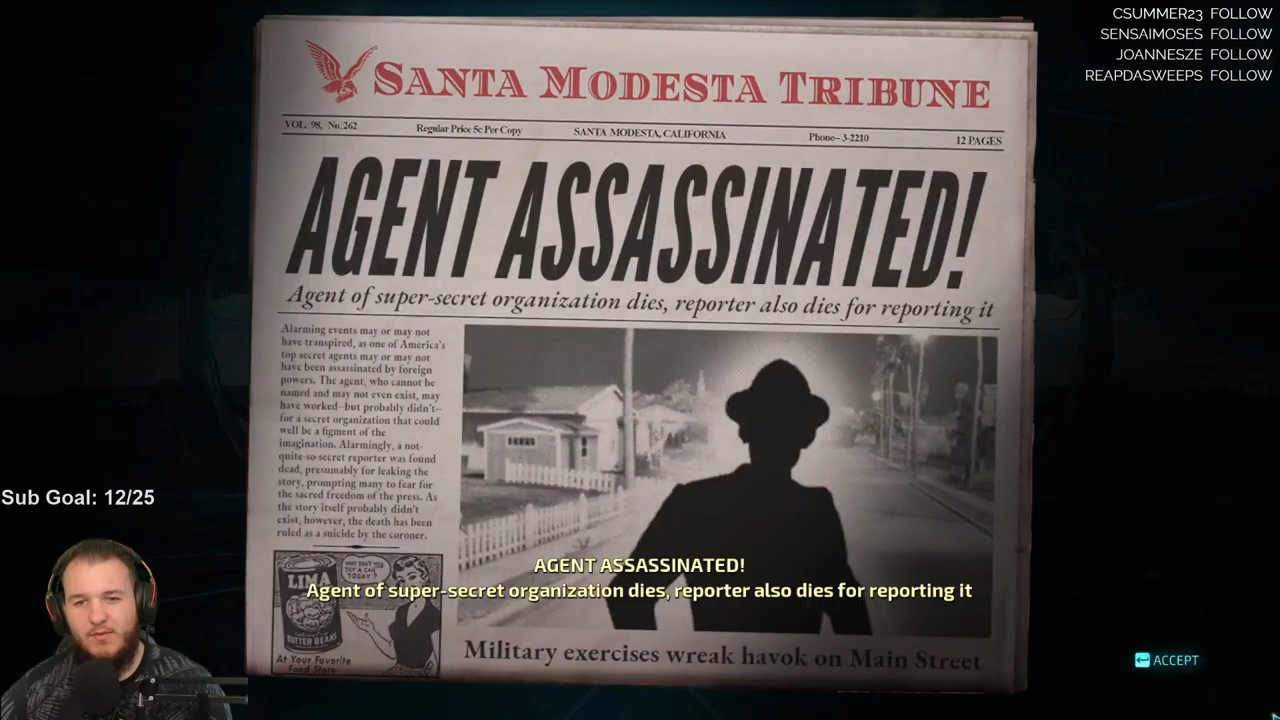 CSUMMER23 FOLLOW
SENSAIMOSES FOLLOW
JOANNESZE FOLLOW
REAPDASWEEPS FOLLOW
SANTA MODESTA TRIBUNE
VOL. 98, No. 262 Regular Price 5c Per Copy SANTA MODESTA, CALIFORNIA Phone–3-2210 12 PAGES
AGENT ASSASSINATED!
Agent of super-secret organization dies, reporter also dies for reporting it
Alarming events may or may not
have transpired, as one of America's
top secret agents may or may not
have been assassinated by foreign
powers. The agent, who cannot be
named and may not even exist, may
have worked—but probably didn't—
for a secret organization that could
well be a figment of the
imagination. Alarmingly, a not-
quite-so-secret reporter was found
dead, presumably for leaking the
story, prompting many to fear for
the sacred freedom of the press. As
the story itself probably didn't
exist, however, the death has been
ruled as a suicide by the coroner.
Sub Goal: 12/25
LIMA
BUTTER BEANS
WHY DON'T YOU
TRY A CAN
TODAY?
At Your Favorite
Food Store
AGENT ASSASSINATED!
Agent of super-secret organization dies, reporter also dies for reporting it
Military exercises wreak havok on Main Street
ACCEPT